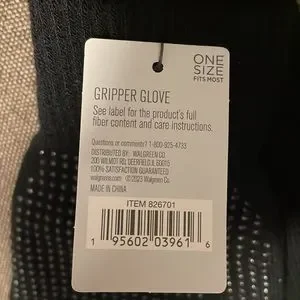 ONE
SIZE
FITS MOST
GRIPPER GLOVE
See label for the product's full
fiber content and care instructions.
Questions or comments? 1-800-925-4733
DISTRIBUTED BY: WALGREEN CO.
200 WILMOT RD., DEERFIELD, IL 60015
100% SATISFACTION GUARANTEED
walgreens.com ©2023 Walgreen Co.
MADE IN CHINA
ITEM 826701
1 95602 03961 6